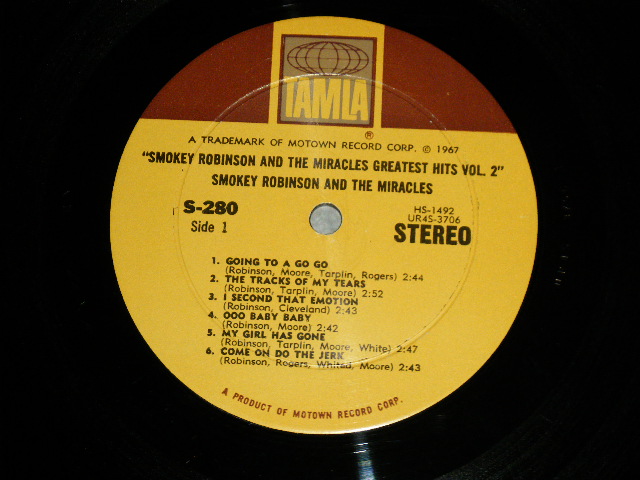 TAMLA
®
A TRADEMARK OF MOTOWN RECORD CORP. © 1967
"SMOKEY ROBINSON AND THE MIRACLES GREATEST HITS VOL. 2"
SMOKEY ROBINSON AND THE MIRACLES
S-280
Side 1
HS-1492
UR4S-3706
STEREO
1. GOING TO A GO GO
(Robinson, Moore, Tarplin, Rogers) 2:44
2. THE TRACKS OF MY TEARS
(Robinson, Tarplin, Moore) 2:52
3. I SECOND THAT EMOTION
(Robinson, Cleveland) 2:43
4. OOO BABY BABY
(Robinson, Moore) 2:42
5. MY GIRL HAS GONE
(Robinson, Tarplin, Moore, White) 2:47
6. COME ON DO THE JERK
(Robinson, Rogers, Whited, Moore) 2:43
A PRODUCT OF MOTOWN RECORD CORP.